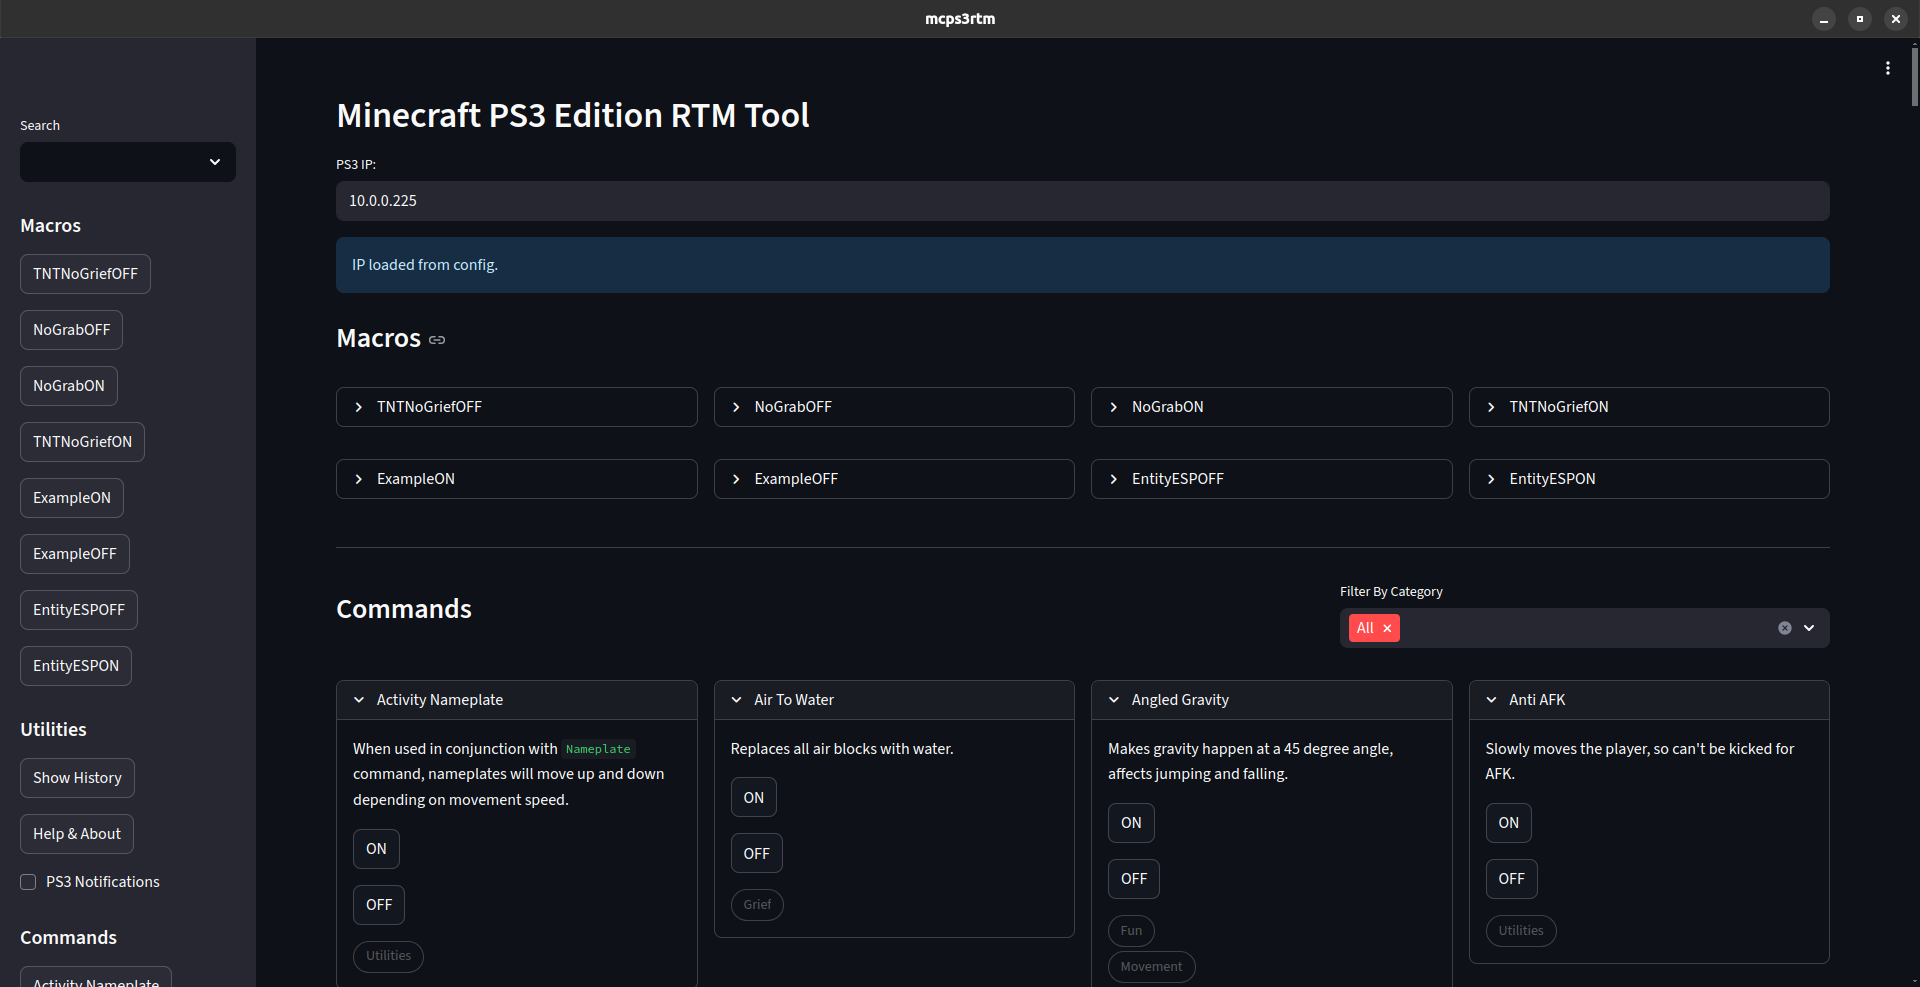 mcps3rtm
Search
Macros
TNTNoGriefOFF
NoGrabOFF
NoGrabON
TNTNoGriefON
ExampleON
ExampleOFF
EntityESPOFF
EntityESPON
Utilities
Show History
Help & About
PS3 Notifications
Commands
Activity Nameplate
Minecraft PS3 Edition RTM Tool
PS3 IP:
10.0.0.225
IP loaded from config.
Macros
TNTNoGriefOFF
NoGrabOFF
NoGrabON
TNTNoGriefON
ExampleON
ExampleOFF
EntityESPOFF
EntityESPON
Commands
Filter By Category
All
Activity Nameplate
When used in conjunction with Nameplate
command, nameplates will move up and down
depending on movement speed.
ON
OFF
Utilities
Air To Water
Replaces all air blocks with water.
ON
OFF
Grief
Angled Gravity
Makes gravity happen at a 45 degree angle,
affects jumping and falling.
ON
OFF
Fun
Movement
Anti AFK
Slowly moves the player, so can't be kicked for
AFK.
ON
OFF
Utilities